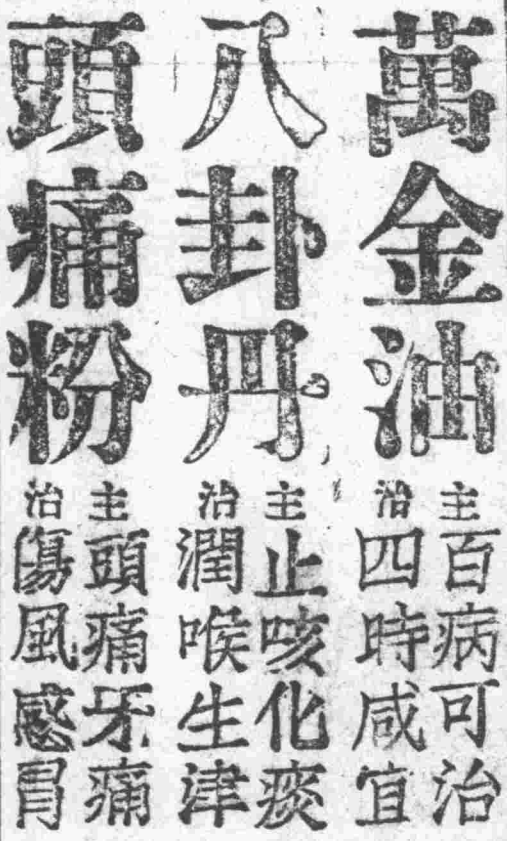 萬金油
主治
百病可治
四時咸宜
八卦丹
主治
止咳化痰
潤喉生津
頭痛粉
主治
頭痛牙痛
傷風感冒